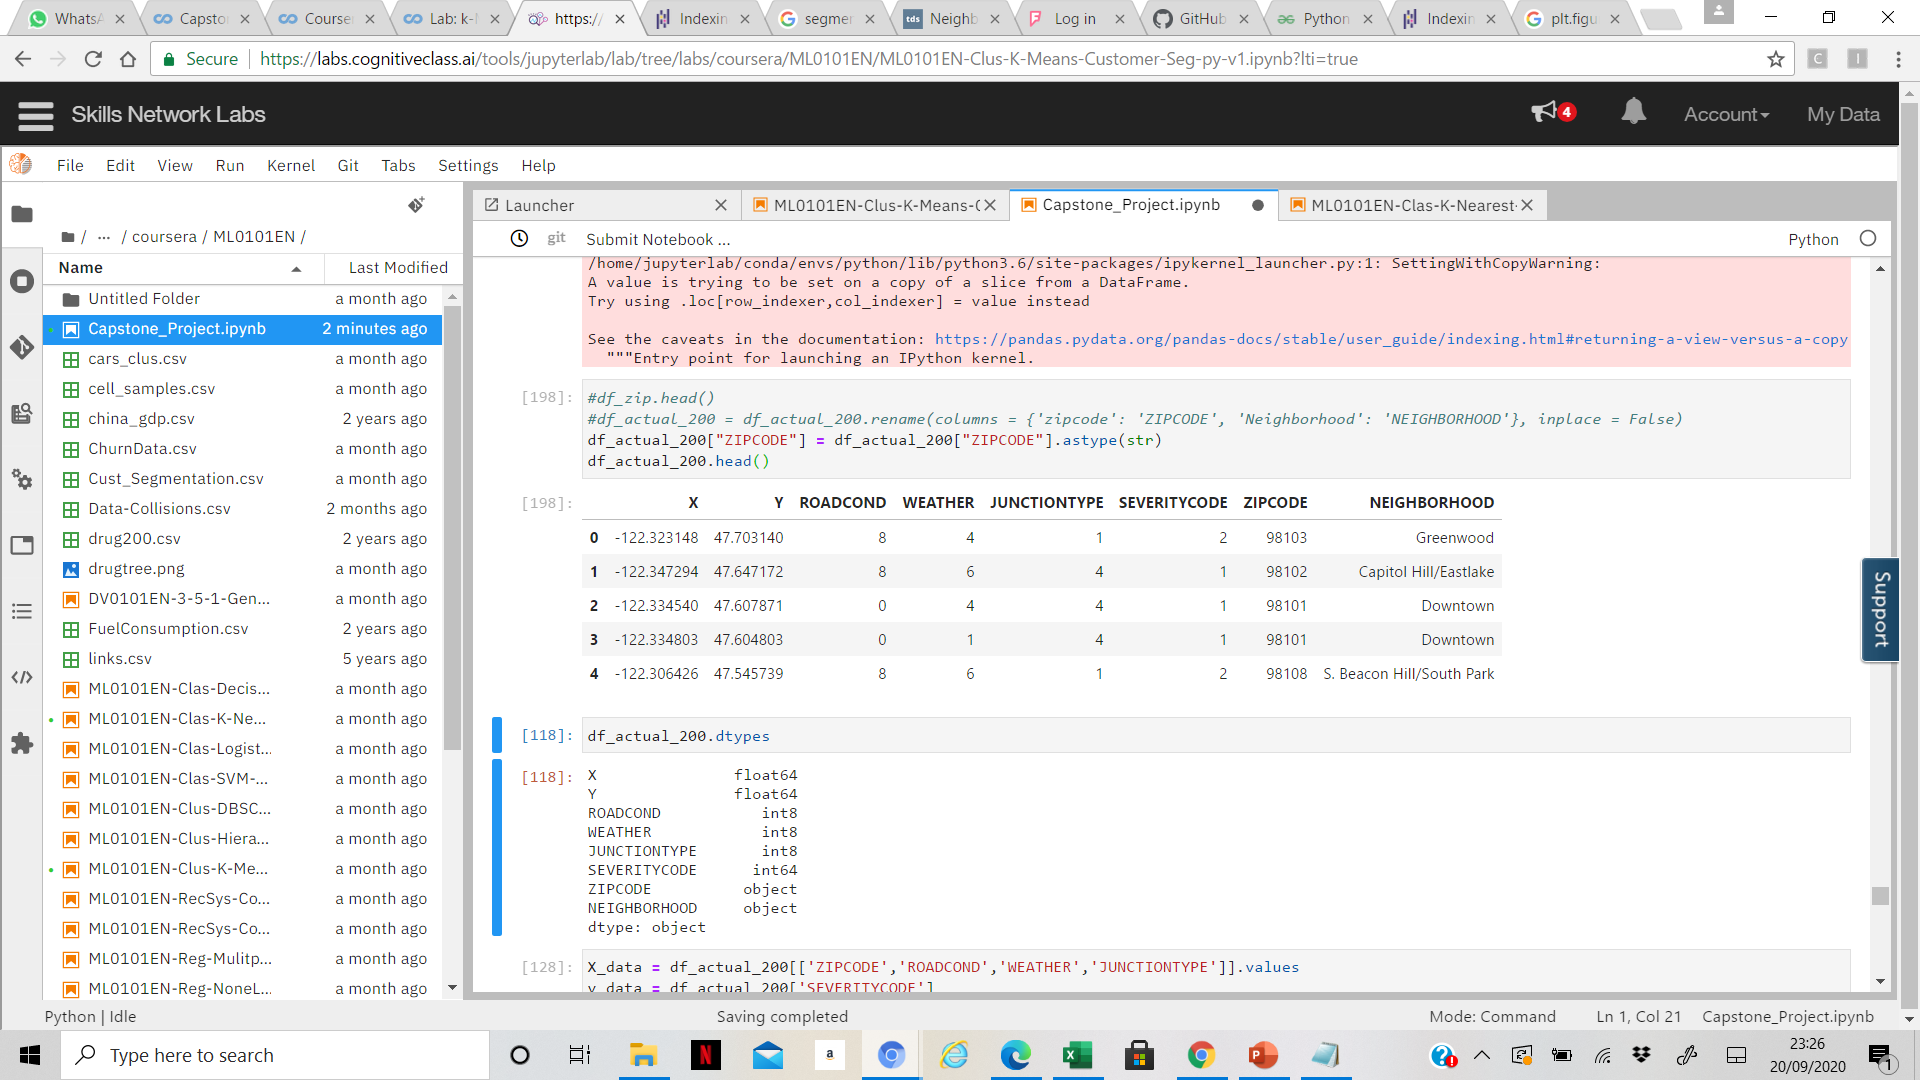 WhatsA
Capsto
Course
Lab: k-
https:/
Indexin
segmen
tds Neighb
Log in
GitHub
Python
Indexin
plt.figu
Secure https://labs.cognitiveclass.ai/tools/jupyterlab/lab/tree/labs/coursera/ML0101EN/ML0101EN-Clus-K-Means-Customer-Seg-py-v1.ipynb?lti=true
Skills Network Labs
4
Account
My Data
File Edit View Run Kernel Git Tabs Settings Help
Launcher
ML0101EN-Clus-K-Means-C
Capstone_Project.ipynb
ML0101EN-Clas-K-Nearest-
/ ... / coursera / ML0101EN /
git Submit Notebook ...
Python
Name Last Modified
Untitled Folder a month ago
Capstone_Project.ipynb 2 minutes ago
cars_clus.csv a month ago
cell_samples.csv a month ago
china_gdp.csv 2 years ago
ChurnData.csv a month ago
Cust_Segmentation.csv a month ago
Data-Collisions.csv 2 months ago
drug200.csv 2 years ago
drugtree.png a month ago
DV0101EN-3-5-1-Gen... a month ago
FuelConsumption.csv 2 years ago
links.csv 5 years ago
ML0101EN-Clas-Decis... a month ago
ML0101EN-Clas-K-Ne... a month ago
ML0101EN-Clas-Logist... a month ago
ML0101EN-Clas-SVM-... a month ago
ML0101EN-Clus-DBSC... a month ago
ML0101EN-Clus-Hiera... a month ago
ML0101EN-Clus-K-Me... a month ago
ML0101EN-RecSys-Co... a month ago
ML0101EN-RecSys-Co... a month ago
ML0101EN-Reg-Mulitp... a month ago
ML0101EN-Reg-NoneL... a month ago
/home/jupyterlab/conda/envs/python/lib/python3.6/site-packages/ipykernel_launcher.py:1: SettingWithCopyWarning:
A value is trying to be set on a copy of a slice from a DataFrame.
Try using .loc[row_indexer,col_indexer] = value instead
See the caveats in the documentation: https://pandas.pydata.org/pandas-docs/stable/user_guide/indexing.html#returning-a-view-versus-a-copy
"""Entry point for launching an IPython kernel.
[198]: #df_zip.head()
#df_actual_200 = df_actual_200.rename(columns = {'zipcode': 'ZIPCODE', 'Neighborhood': 'NEIGHBORHOOD'}, inplace = False)
df_actual_200["ZIPCODE"] = df_actual_200["ZIPCODE"].astype(str)
df_actual_200.head()
[198]: X Y ROADCOND WEATHER JUNCTIONTYPE SEVERITYCODE ZIPCODE NEIGHBORHOOD
0 -122.323148 47.703140 8 4 1 2 98103 Greenwood
1 -122.347294 47.647172 8 6 4 1 98102 Capitol Hill/Eastlake
2 -122.334540 47.607871 0 4 4 1 98101 Downtown
3 -122.334803 47.604803 0 1 4 1 98101 Downtown
4 -122.306426 47.545739 8 6 1 2 98108 S. Beacon Hill/South Park
[118]: df_actual_200.dtypes
[118]: X float64
Y float64
ROADCOND int8
WEATHER int8
JUNCTIONTYPE int8
SEVERITYCODE int64
ZIPCODE object
NEIGHBORHOOD object
dtype: object
[128]: X_data = df_actual_200[['ZIPCODE','ROADCOND','WEATHER','JUNCTIONTYPE']].values
y_data = df_actual_200['SEVERITYCODE']
Support
Python | Idle
Saving completed
Mode: Command
Ln 1, Col 21
Capstone_Project.ipynb
Type here to search
23:26
20/09/2020
1